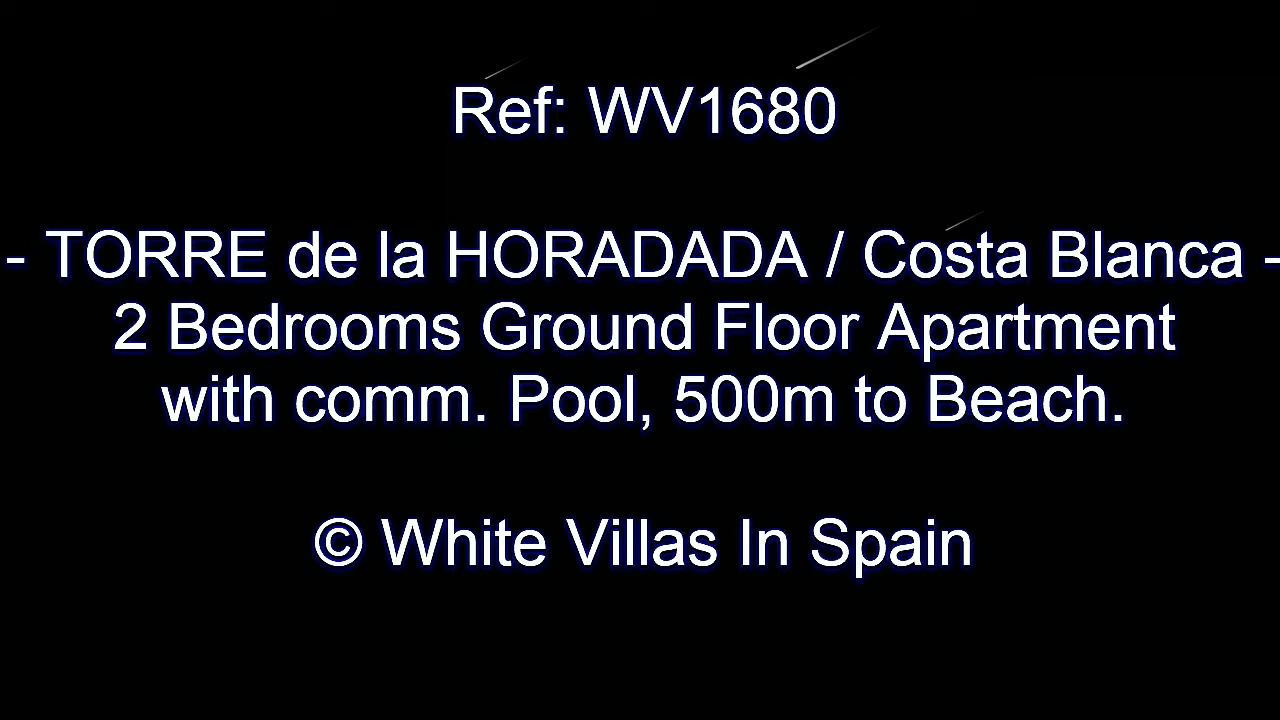 Ref: WV1680
- TORRE de la HORADADA / Costa Blanca -
2 Bedrooms Ground Floor Apartment
with comm. Pool, 500m to Beach.
© White Villas In Spain